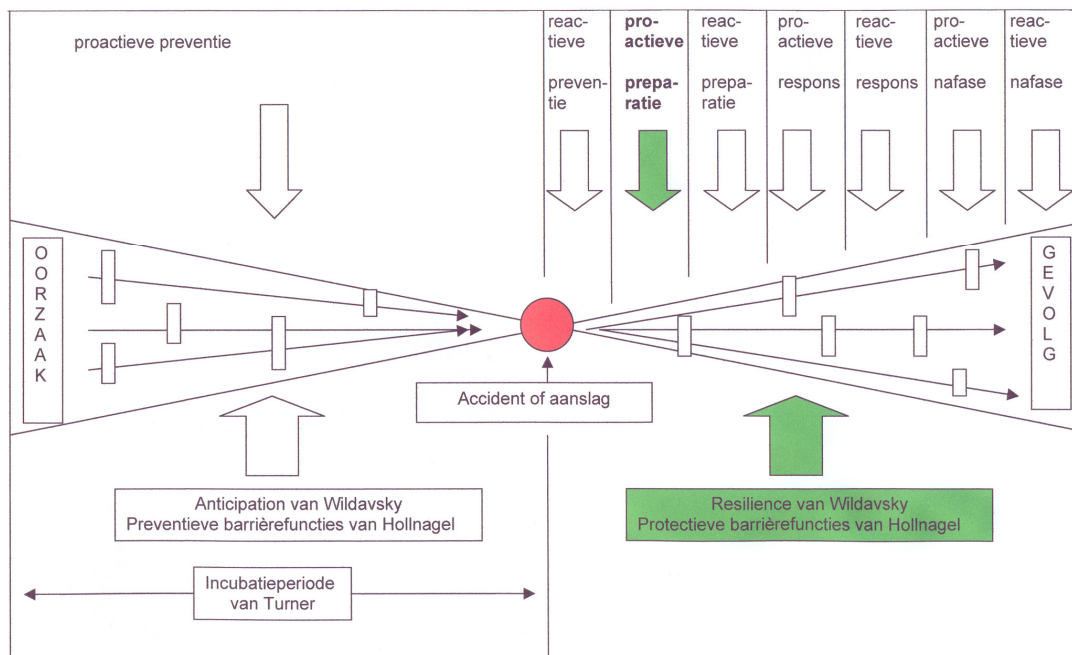 proactieve preventie
reac-
tieve
preven-
tie
pro-
actieve
prepa-
ratie
reac-
tieve
prepa-
ratie
pro-
actieve
respons
reac-
tieve
respons
pro-
actieve
nafase
reac-
tieve
nafase
OORZAAK
GEVOLG
Accident of aanslag
Anticipation van Wildavsky
Preventieve barrièrefuncties van Hollnagel
Resilience van Wildavsky
Protectieve barrièrefuncties van Hollnagel
Incubatieperiode
van Turner